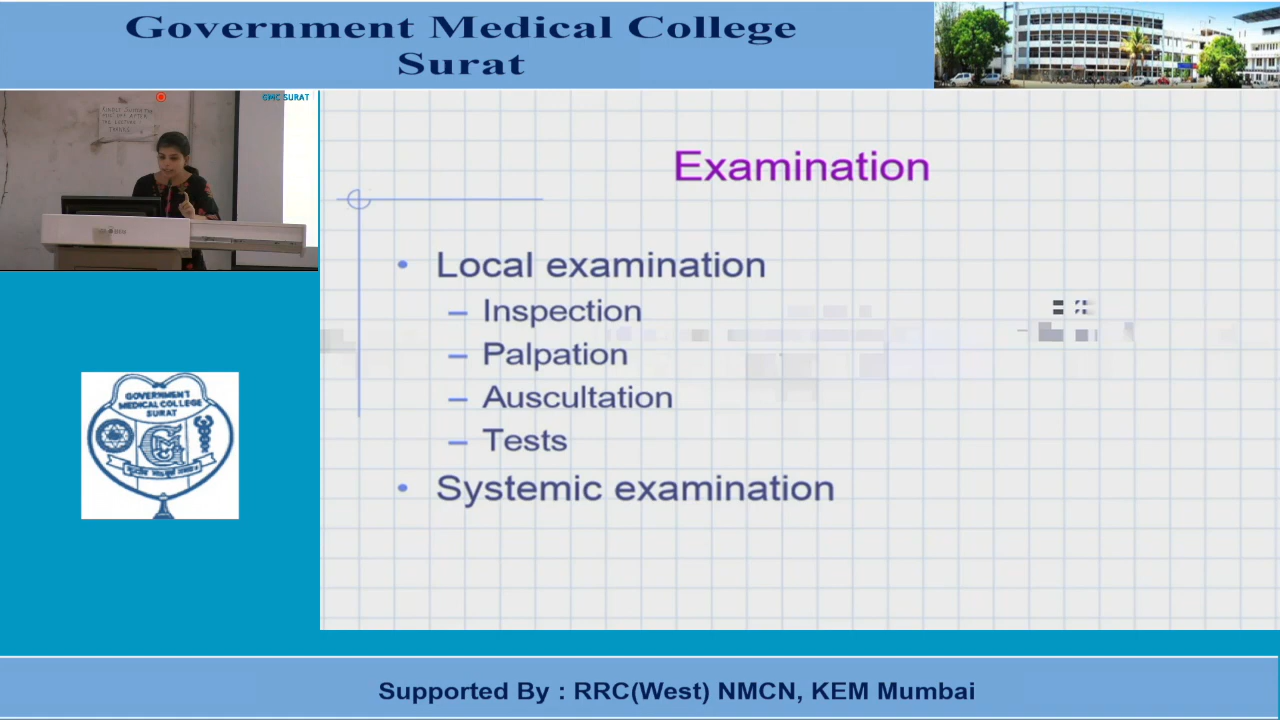 Government Medical College
Surat
GMC SURAT
Examination
• Local examination
– Inspection
– Palpation
– Auscultation
– Tests
• Systemic examination
GOVERNMENT
MEDICAL COLLEGE
SURAT
Supported By : RRC(West) NMCN, KEM Mumbai